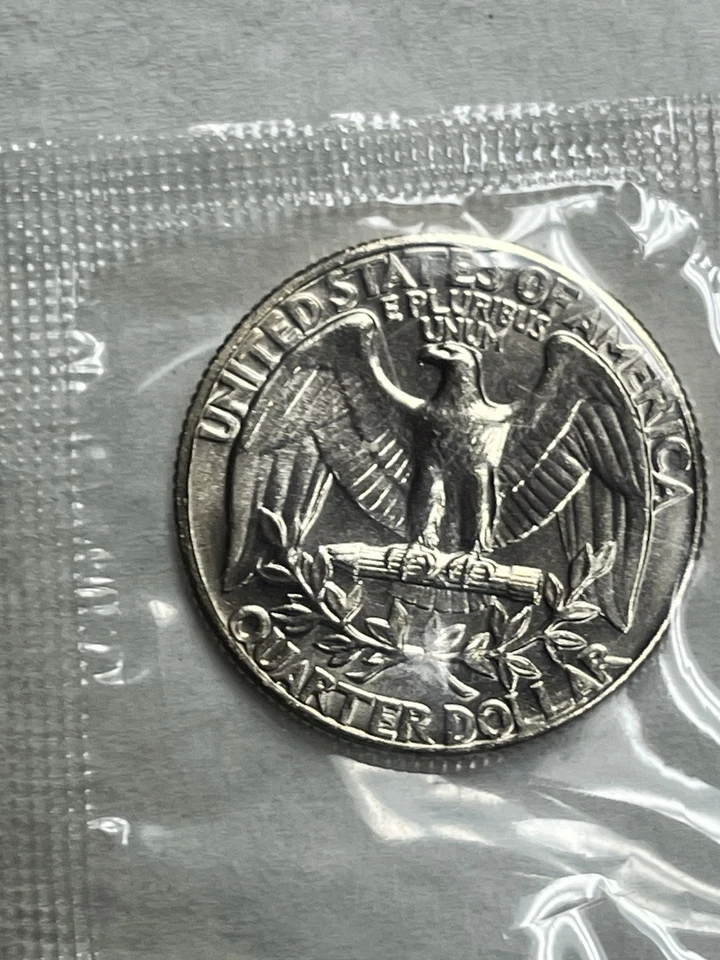 UNITED STATES OF AMERICA
E PLURIBUS
UNUM
QUARTER DOLLAR